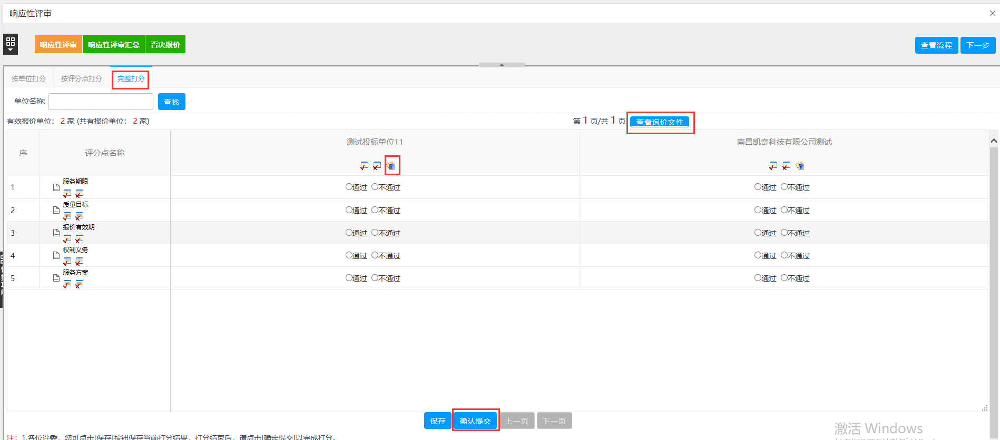 响应性评审
响应性评审 响应性评审汇总 否决报价 查看流程 下一步
按单位打分 按评分点打分 完整打分
单位名称: 查找
有效报价单位: 2 家 (共有报价单位: 2 家) 第 1 页/共 1 页 查看询价文件
序 评分点名称 测试投标单位11 南昌凯奇科技有限公司测试
1 服务期限 通过 不通过 通过 不通过
2 质量目标 通过 不通过 通过 不通过
3 报价有效期 通过 不通过 通过 不通过
4 权利义务 通过 不通过 通过 不通过
5 服务方案 通过 不通过 通过 不通过
保存 确认提交 上一页 下一页
激活 Windows
注: 1.各位评委，您可点击[保存]按钮保存当前打分结果，打分结束后，请点击[确定提交]以完成打分。